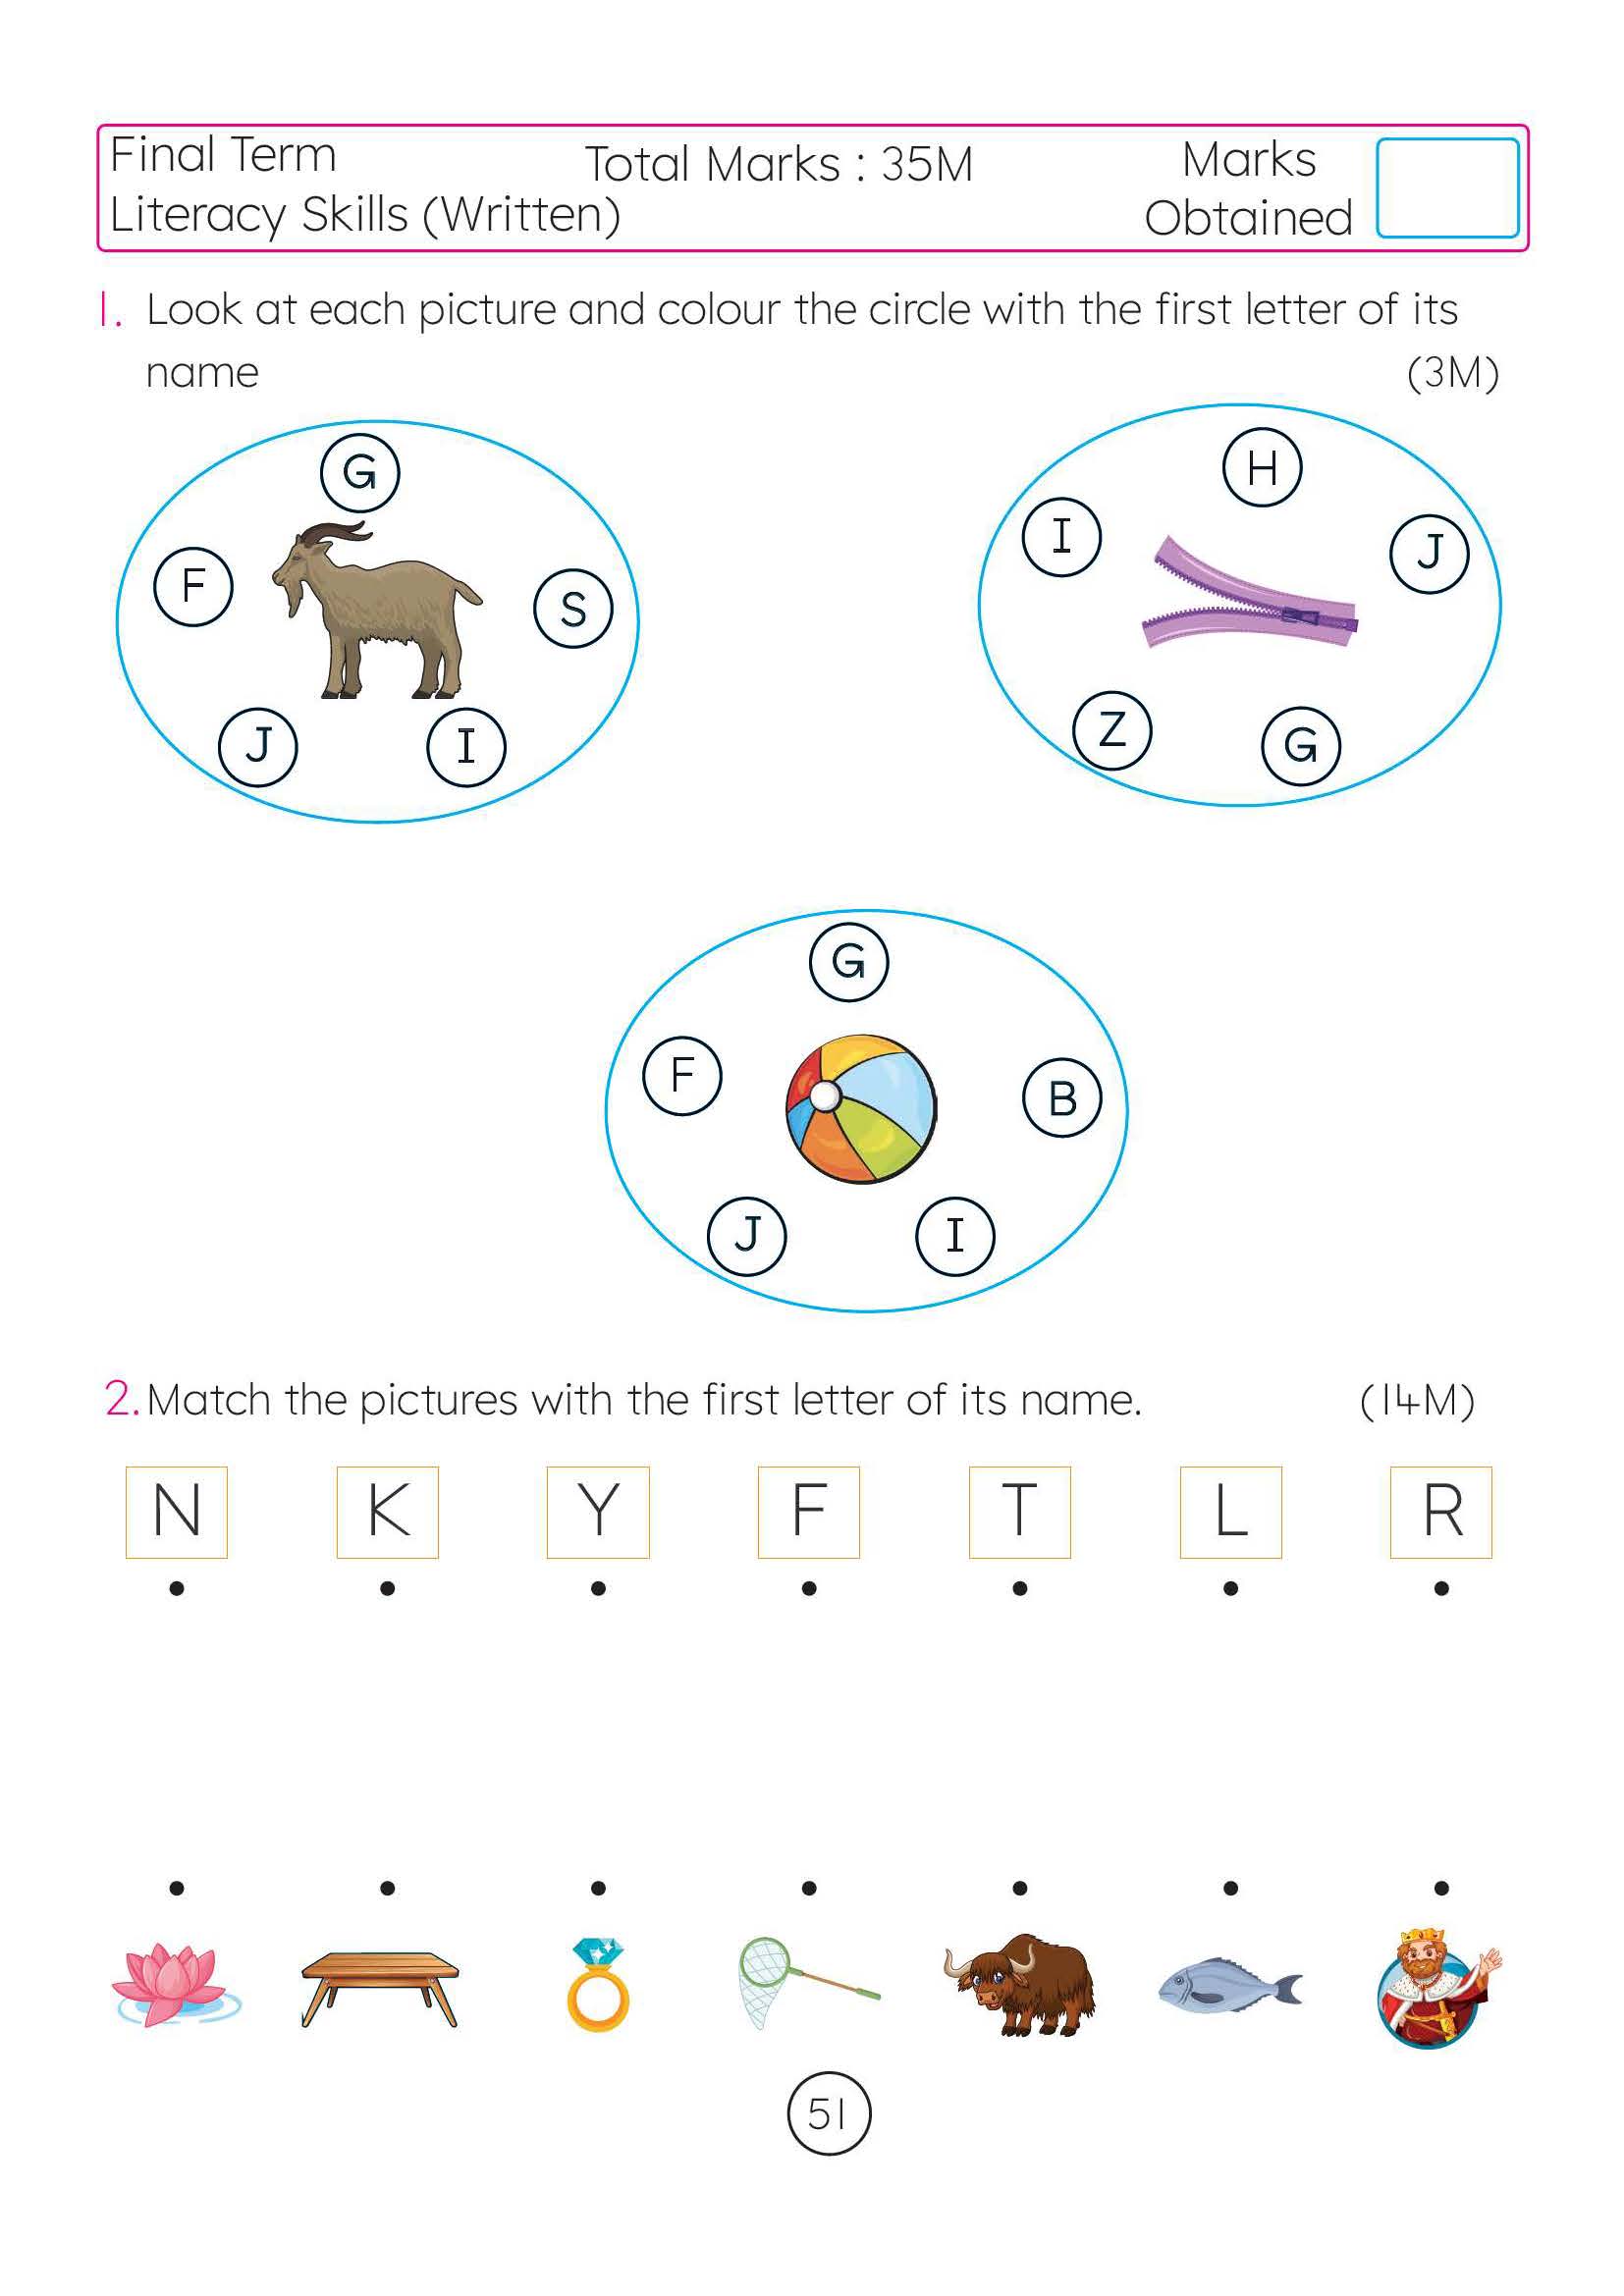 Final Term
Literacy Skills (Written)
Total Marks : 35M
Marks
Obtained
1. Look at each picture and colour the circle with the first letter of its
name (3M)
G
F
S
J
I
H
I
J
Z
G
G
F
B
J
I
2. Match the pictures with the first letter of its name. (14M)
N K Y F T L R
51